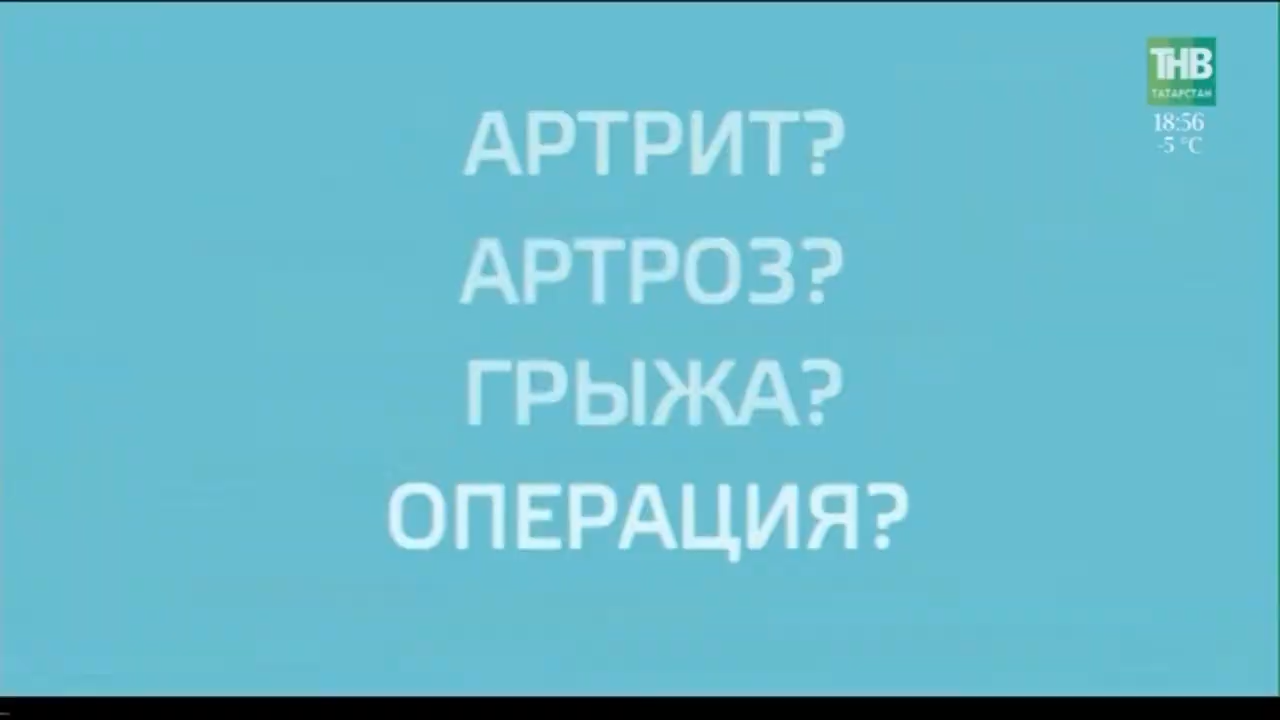 АРТРИТ?
АРТРОЗ?
ГРЫЖА?
ОПЕРАЦИЯ?
ТНВ
ТАТАРСТАН
18:56
-5 °C